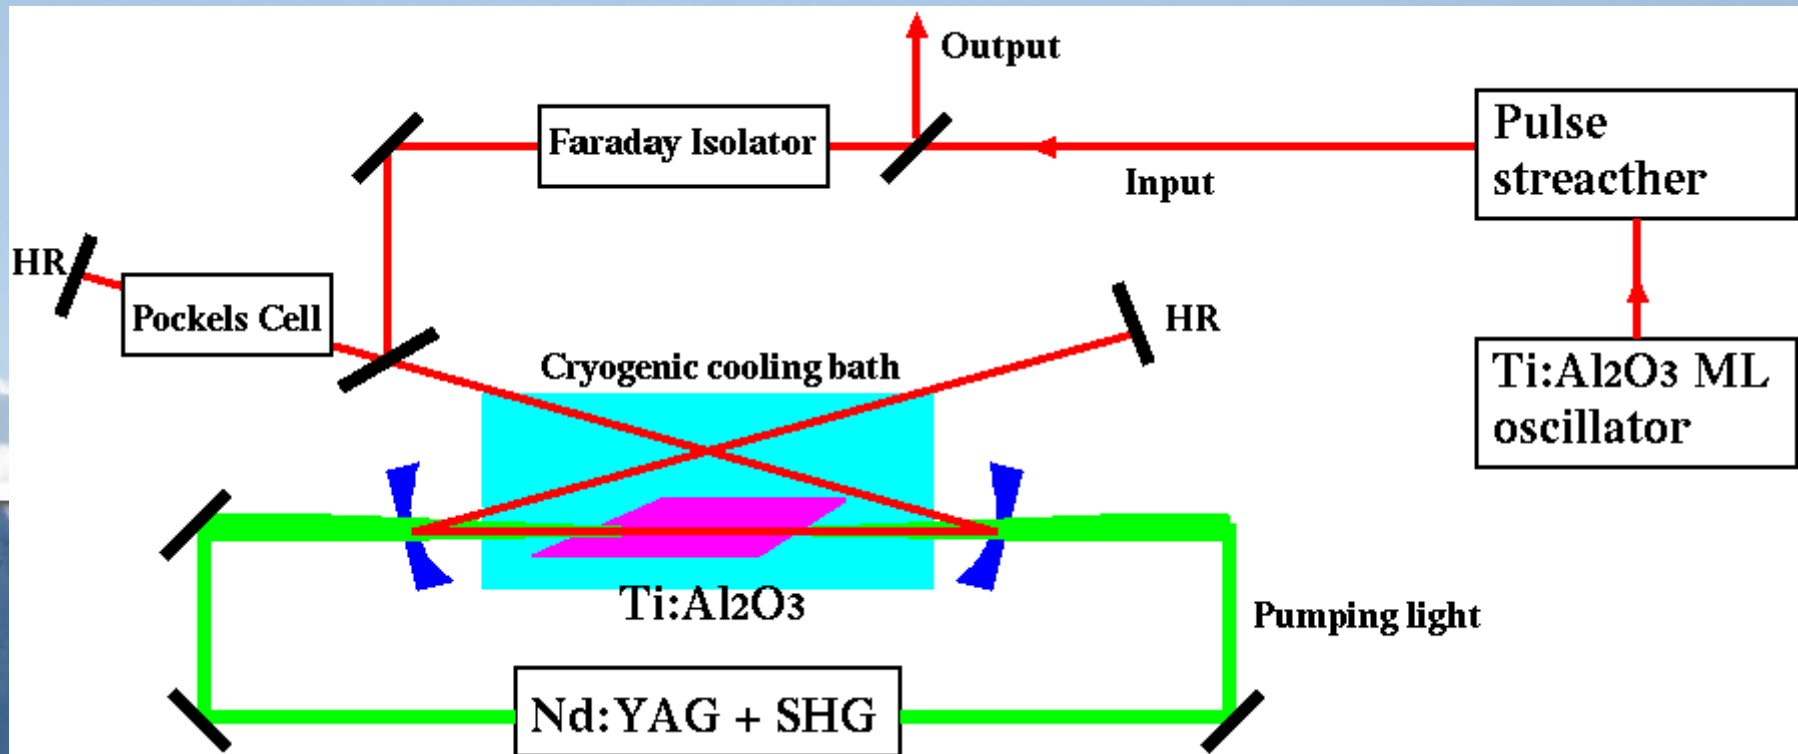 Output
Faraday Isolator
Input
Pulse
streacther
HR
Pockels Cell
HR
Cryogenic cooling bath
Ti:Al2O3 ML
oscillator
Ti:Al2O3
Pumping light
Nd:YAG + SHG